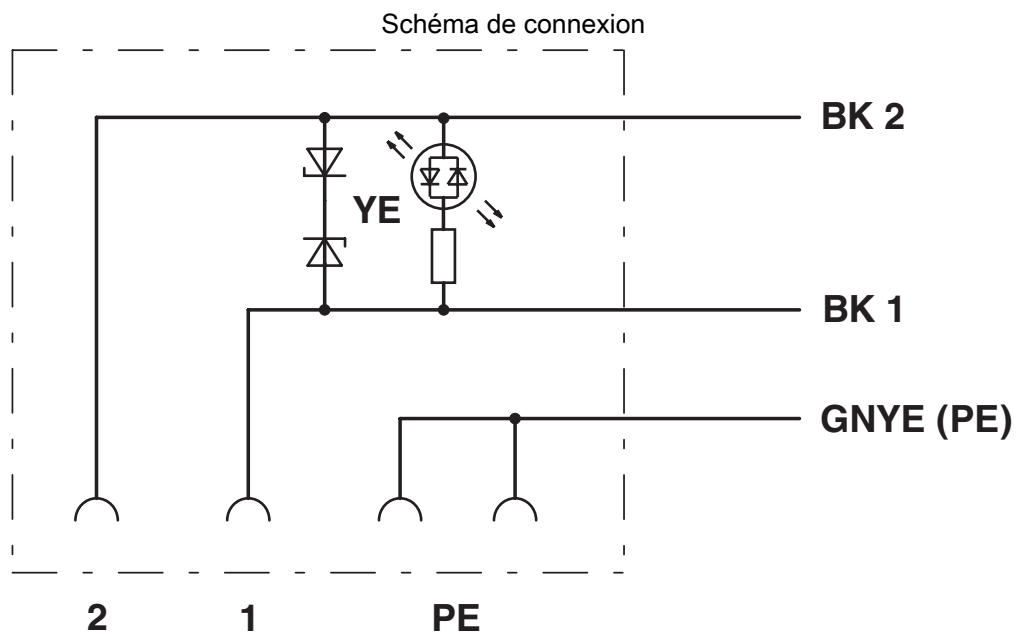 Schéma de connexion
BK 2
YE
BK 1
GNYE (PE)
2 1 PE